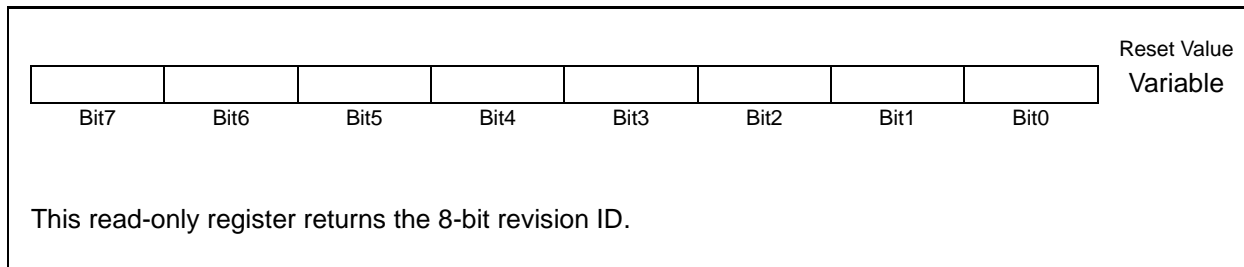 Reset Value
Variable
Bit7 Bit6 Bit5 Bit4 Bit3 Bit2 Bit1 Bit0
This read-only register returns the 8-bit revision ID.